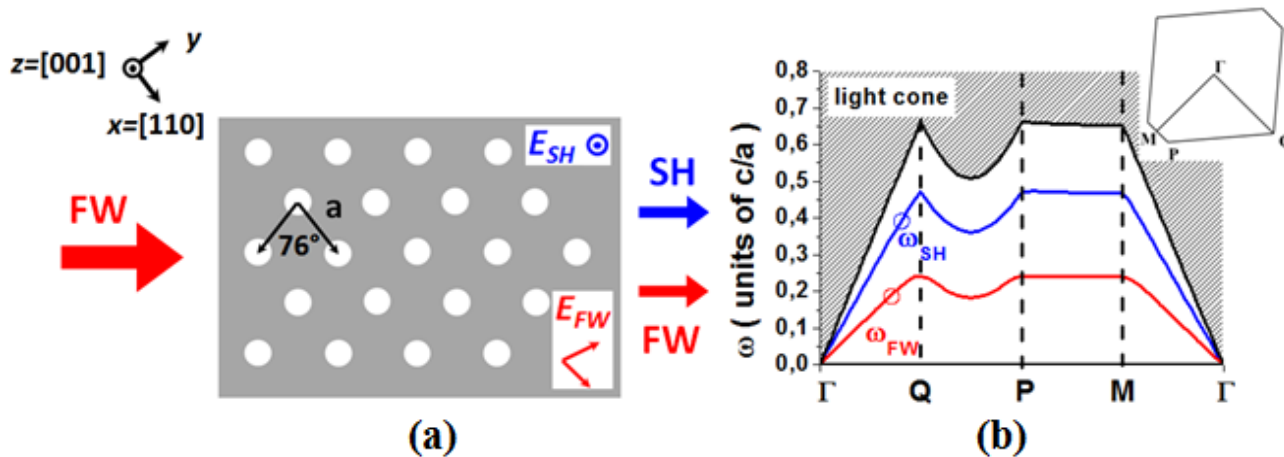 z=[001]
y
x=[110]
FW
E_SH
a
76°
E_FW
SH
FW
(a)
0,8
0,7
0,6
0,5
0,4
0,3
0,2
0,1
0,0
ω ( units of c/a )
light cone
ω_SH
ω_FW
Γ
Q
P
M
Γ
Γ
M
P
(b)